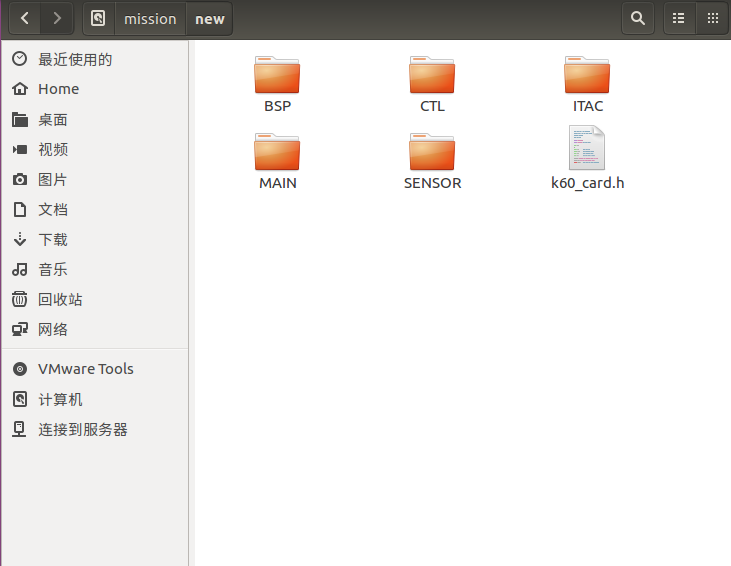 mission new
最近使用的
Home
桌面
视频
图片
文档
下载
音乐
回收站
网络
VMware Tools
计算机
连接到服务器
BSP CTL ITAC
MAIN SENSOR k60_card.h